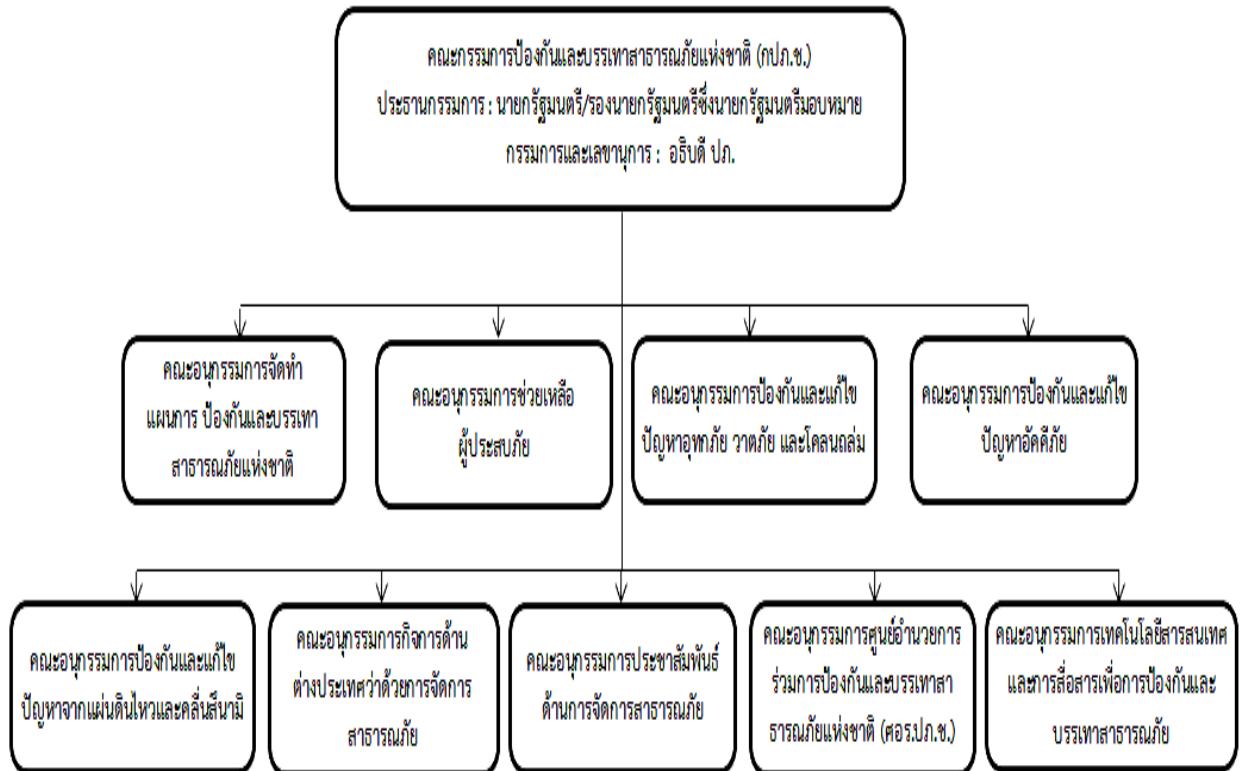 คณะกรรมการป้องกันและบรรเทาสาธารณภัยแห่งชาติ (กปภ.ช.)
ประธานกรรมการ : นายกรัฐมนตรี/รองนายกรัฐมนตรีซึ่งนายกรัฐมนตรีมอบหมาย
กรรมการและเลขานุการ : อธิบดี ปภ.
คณะอนุกรรมการจัดทำ
แผนการ ป้องกันและบรรเทา
สาธารณภัยแห่งชาติ
คณะอนุกรรมการช่วยเหลือ
ผู้ประสบภัย
คณะอนุกรรมการป้องกันและแก้ไข
ปัญหาอุทกภัย วาตภัย และโคลนถล่ม
คณะอนุกรรมการป้องกันและแก้ไข
ปัญหาอัคคีภัย
คณะอนุกรรมการป้องกันและแก้ไข
ปัญหาจากแผ่นดินไหวและคลื่นสึนามิ
คณะอนุกรรมการกิจการด้าน
ต่างประเทศว่าด้วยการจัดการ
สาธารณภัย
คณะอนุกรรมการประชาสัมพันธ์
ด้านการจัดการสาธารณภัย
คณะอนุกรรมการศูนย์อำนวยการ
ร่วมการป้องกันและบรรเทาสา
ธารณภัยแห่งชาติ (ศอร.ปภ.ช.)
คณะอนุกรรมการเทคโนโลยีสารสนเทศ
และการสื่อสารเพื่อการป้องกันและ
บรรเทาสาธารณภัย